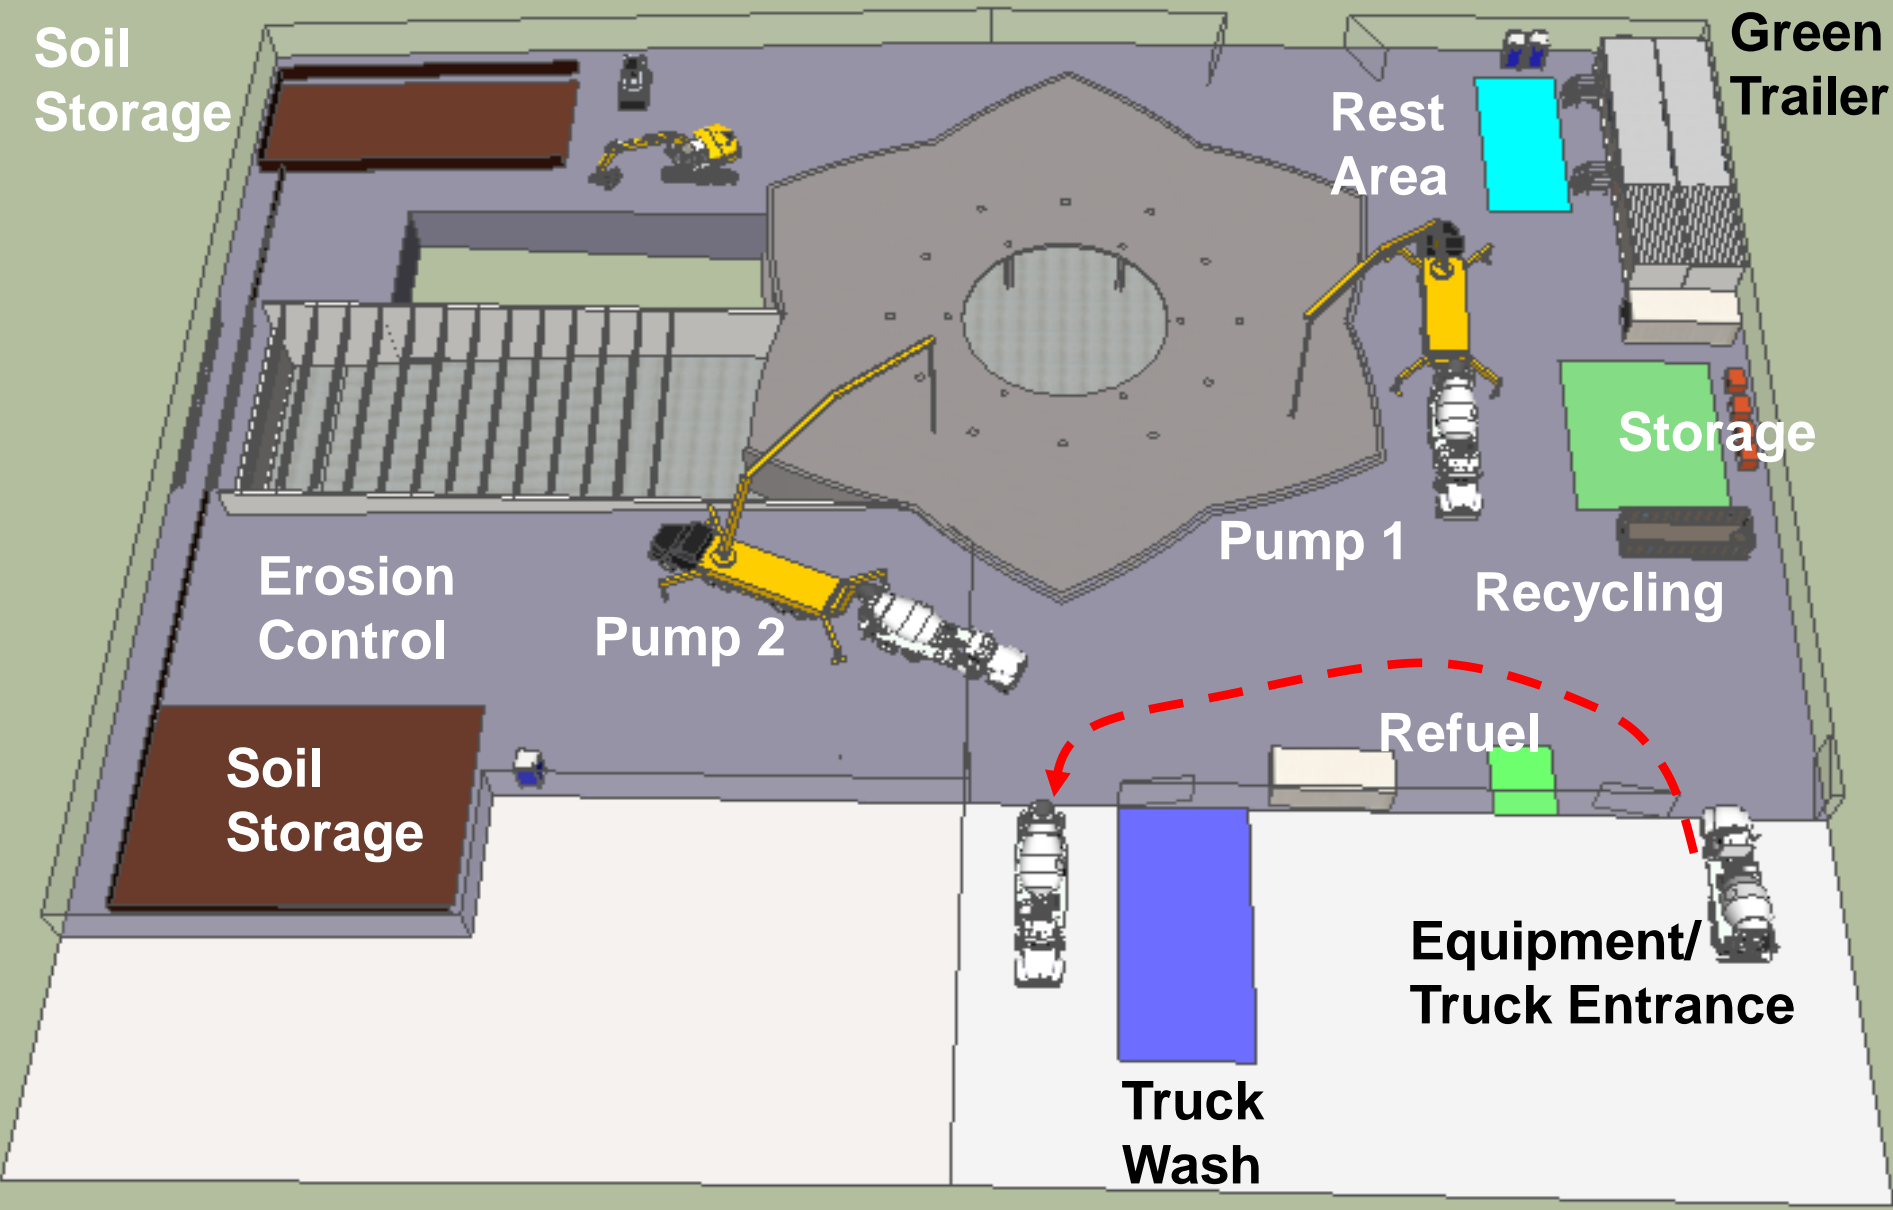 Soil
Storage
Green
Trailer
Rest
Area
Storage
Pump 1
Recycling
Erosion
Control
Pump 2
Refuel
Soil
Storage
Equipment/
Truck Entrance
Truck
Wash